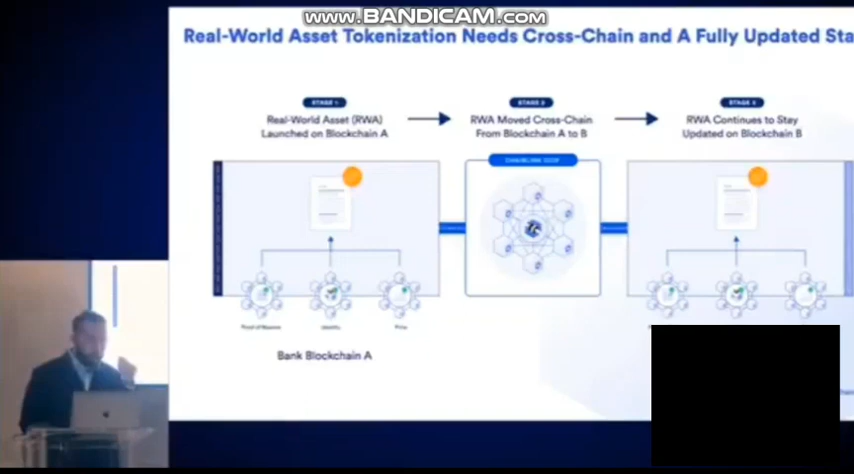 www.BANDICAM.com
Real-World Asset Tokenization Needs Cross-Chain and A Fully Updated Sta
STAGE 1
Real-World Asset (RWA)
Launched on Blockchain A
STAGE 2
RWA Moved Cross-Chain
From Blockchain A to B
STAGE 3
RWA Continues to Stay
Updated on Blockchain B
CHAINLINK CCIP
Proof of Reserve
Identity
Price
Bank Blockchain A